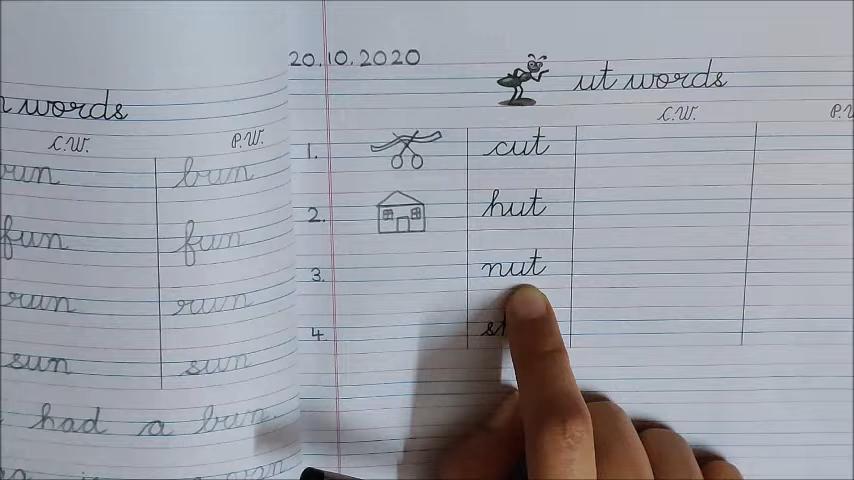 words
C.W. P.W.
run bun
fun fun
run run
sun sun
had a bun.
20.10.2020
ut words
C.W.
1. cut
2. hut
3. nut
4.